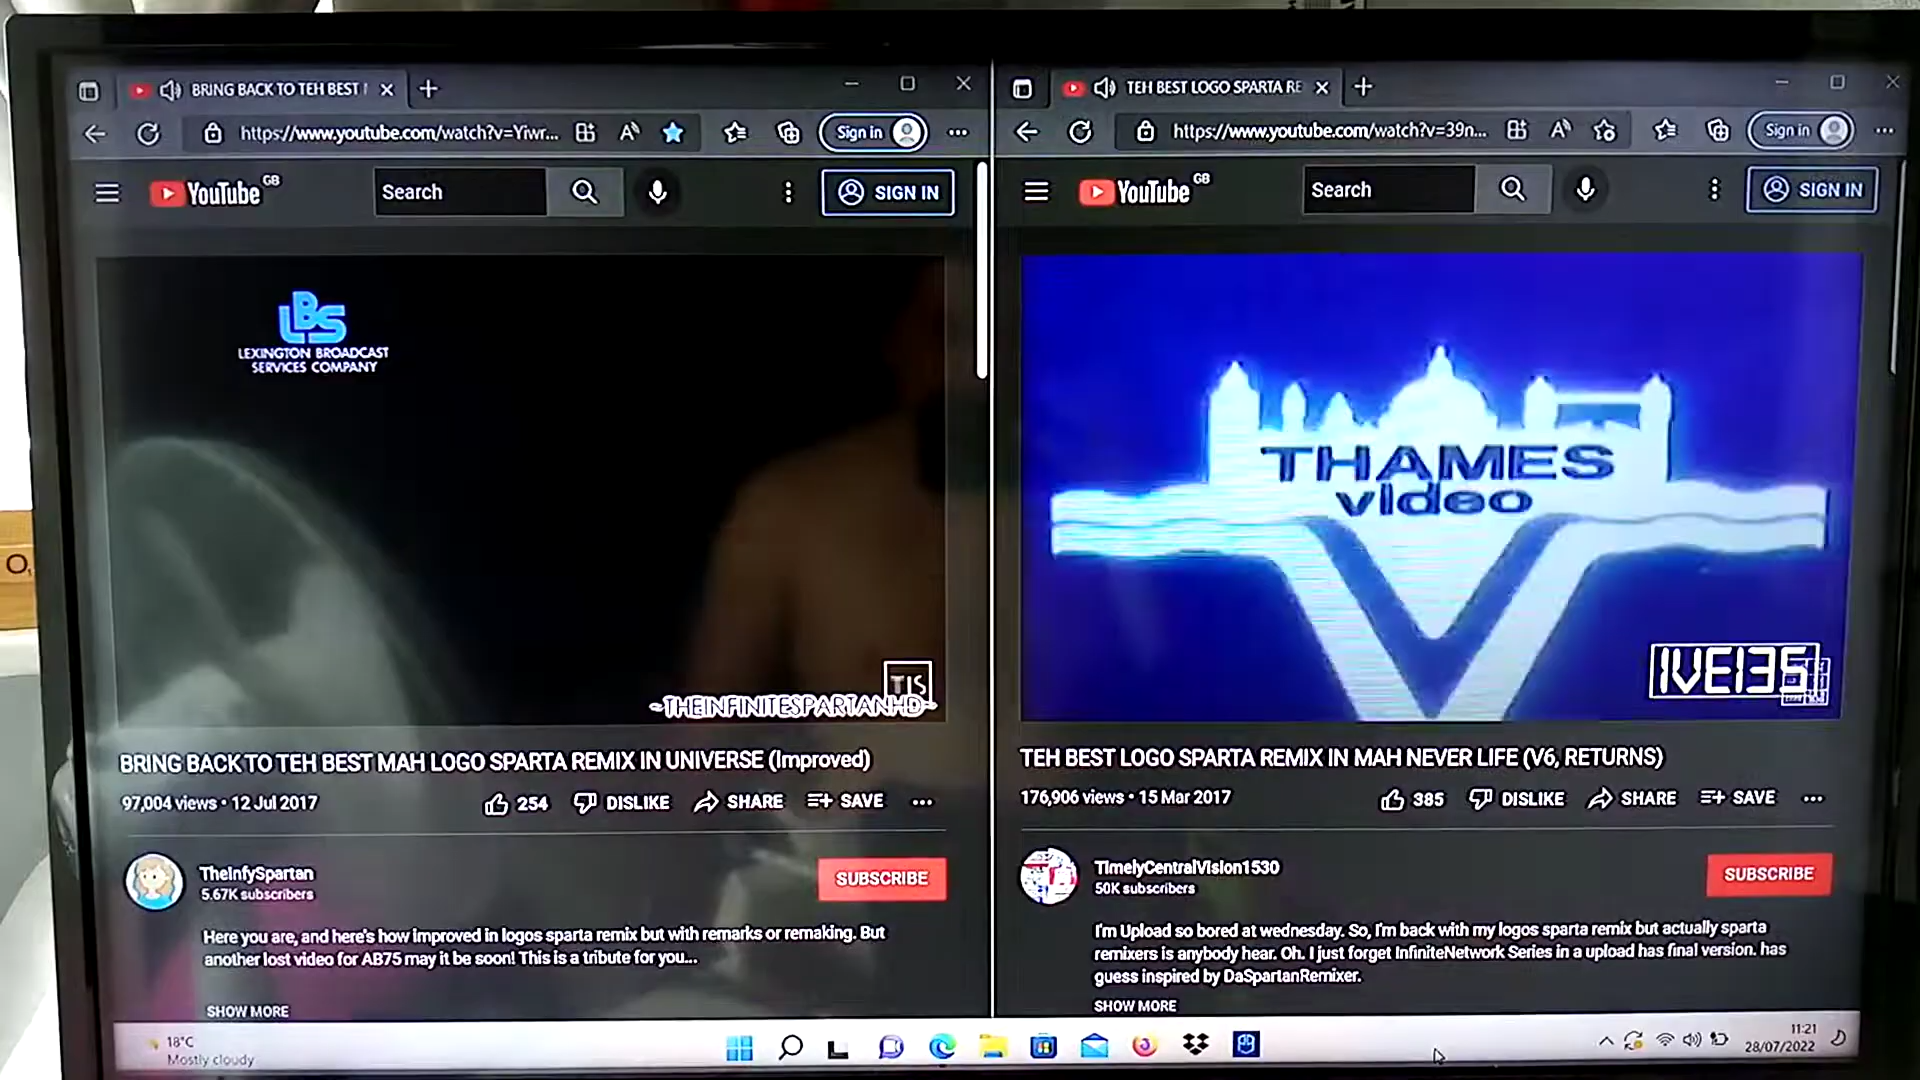 BRING BACK TO TEH BEST
https://www.youtube.com/watch?v=Yiwr...
Sign in
YouTube GB
Search
SIGN IN
LBS
LEXINGTON BROADCAST
SERVICES COMPANY
TIS
~THEINFINITESPARTANHD~
BRING BACK TO TEH BEST MAH LOGO SPARTA REMIX IN UNIVERSE (Improved)
97,004 views • 12 Jul 2017
254
DISLIKE
SHARE
SAVE
TheInfySpartan
5.67K subscribers
SUBSCRIBE
Here you are, and here's how improved in logos sparta remix but with remarks or remaking. But
another lost video for AB75 may it be soon! This is a tribute for you...
SHOW MORE
TEH BEST LOGO SPARTA RE
https://www.youtube.com/watch?v=39n...
Sign in
YouTube GB
Search
SIGN IN
THAMES
video
IVE135
TEH BEST LOGO SPARTA REMIX IN MAH NEVER LIFE (V6, RETURNS)
176,906 views • 15 Mar 2017
385
DISLIKE
SHARE
SAVE
TimelyCentralVision1530
50K subscribers
SUBSCRIBE
I'm Upload so bored at wednesday. So, I'm back with my logos sparta remix but actually sparta
remixers is anybody hear. Oh. I just forget InfiniteNetwork Series in a upload has final version. has
guess inspired by DaSpartanRemixer.
SHOW MORE
18°C
Mostly cloudy
11:21
28/07/2022